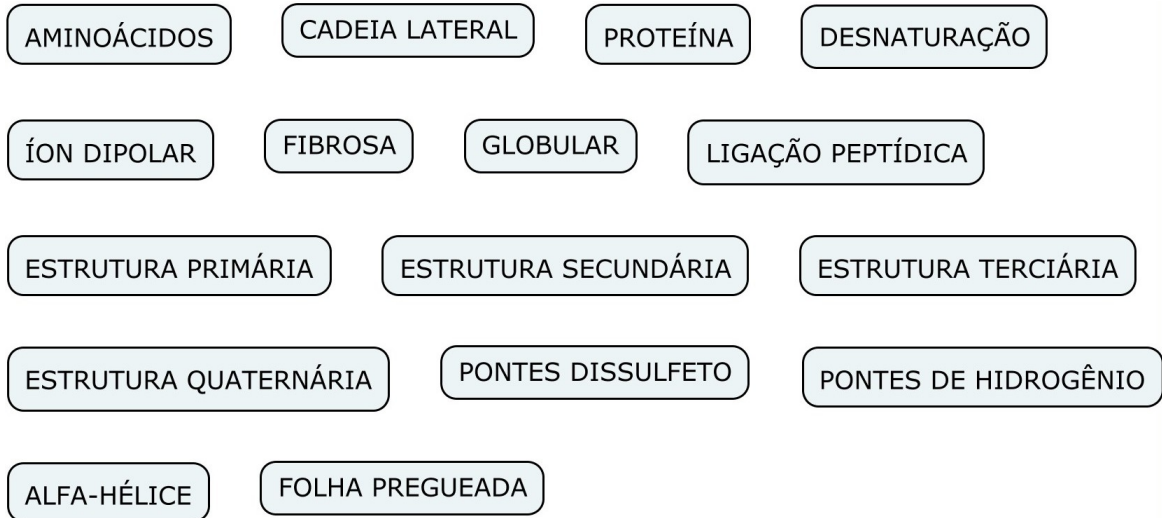 AMINOÁCIDOS CADEIA LATERAL PROTEÍNA DESNATURAÇÃO
ÍON DIPOLAR FIBROSA GLOBULAR LIGAÇÃO PEPTÍDICA
ESTRUTURA PRIMÁRIA ESTRUTURA SECUNDÁRIA ESTRUTURA TERCIÁRIA
ESTRUTURA QUATERNÁRIA PONTES DISSULFETO PONTES DE HIDROGÊNIO
ALFA-HÉLICE FOLHA PREGUEADA